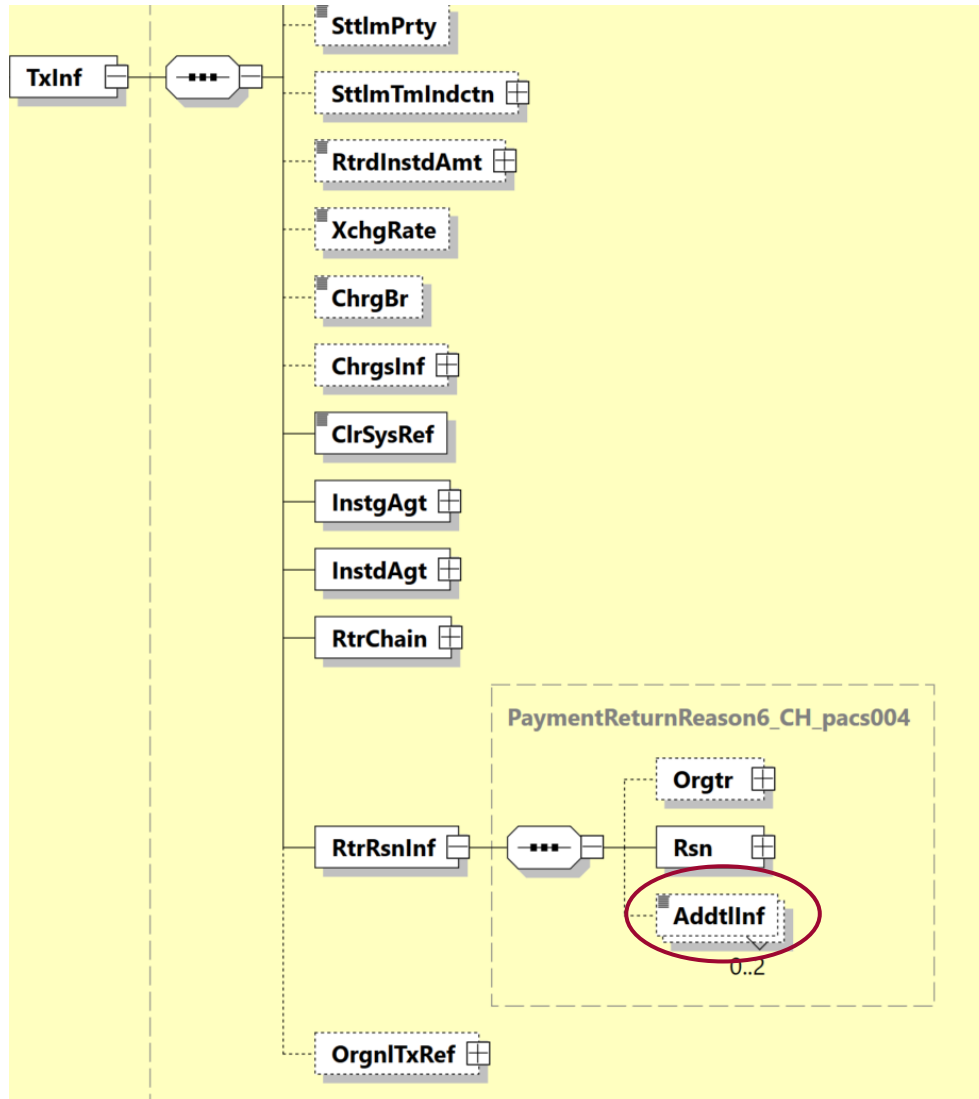 SttlmPrty
TxInf
SttlmTmIndctn
RtrdInstdAmt
XchgRate
ChrgBr
ChrgsInf
ClrSysRef
InstgAgt
InstdAgt
RtrChain
PaymentReturnReason6_CH_pacs004
Orgtr
RtrRsnInf
Rsn
AddtlInf
0..2
OrgnlTxRef